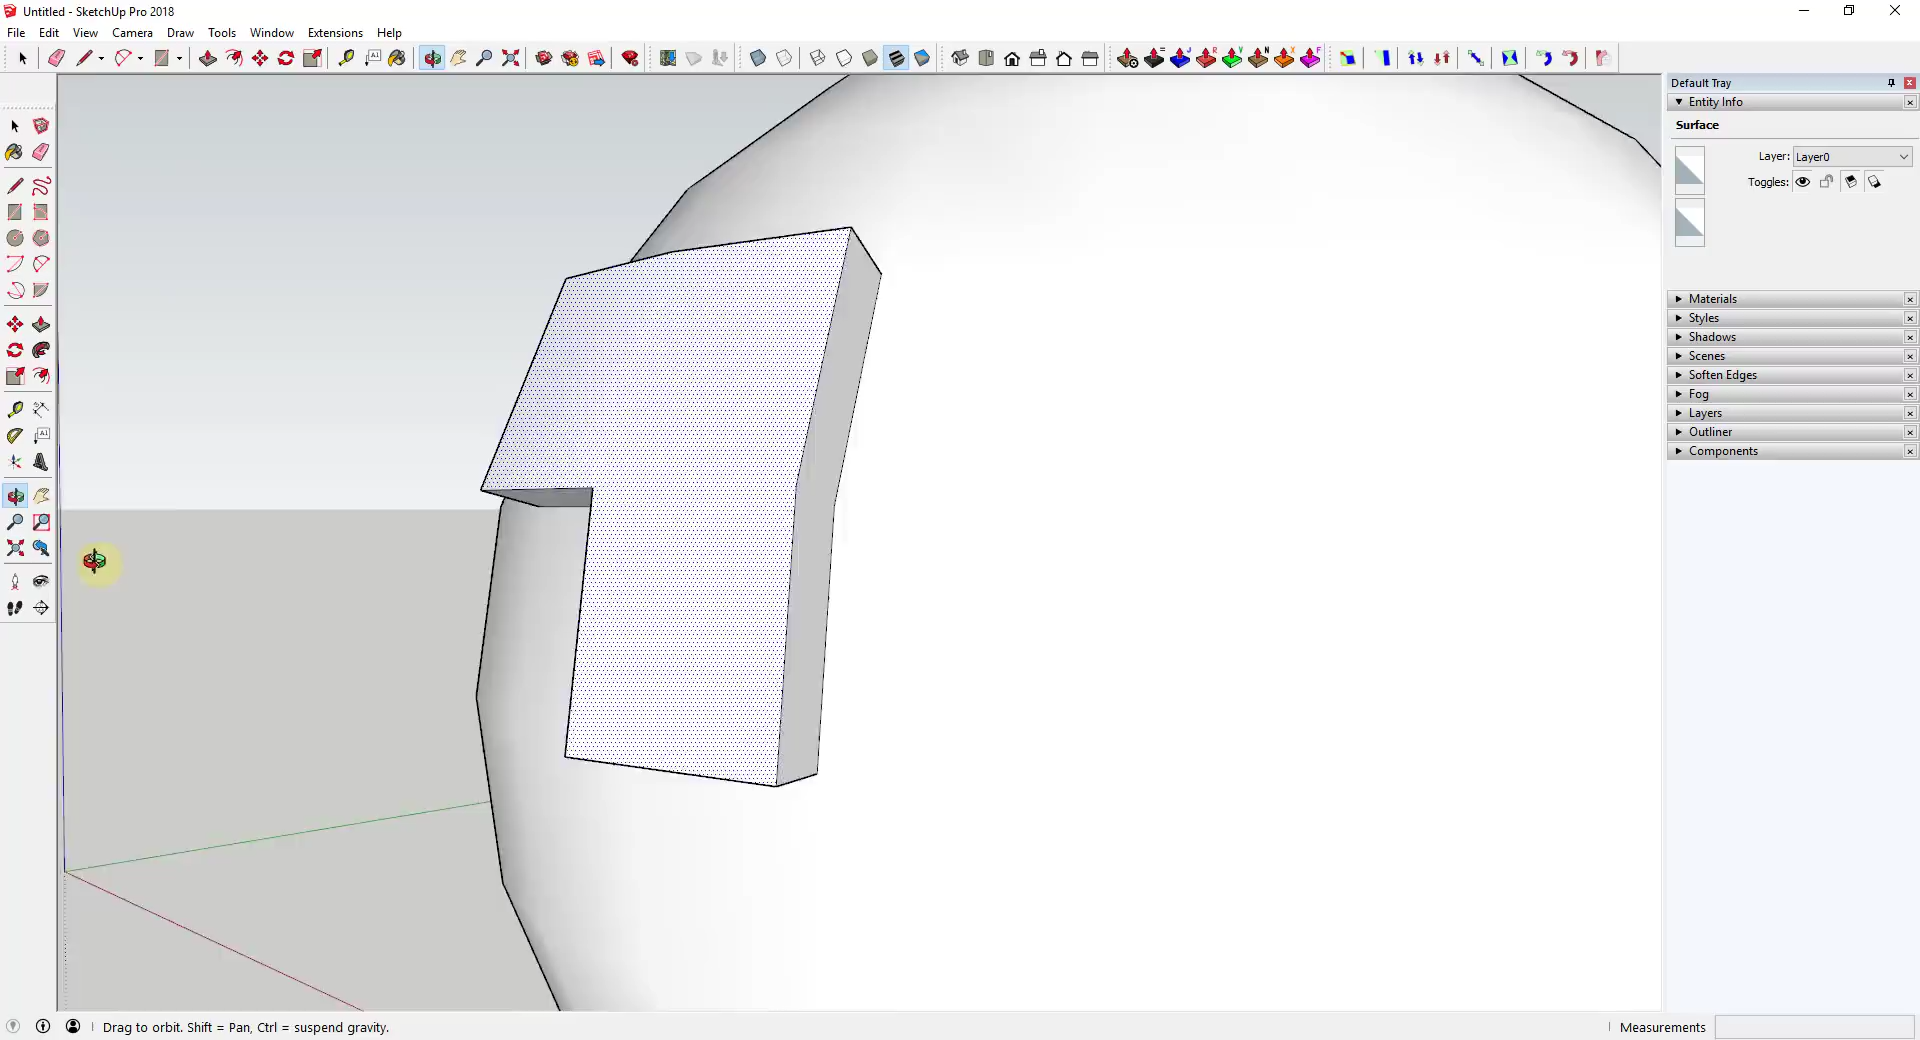 Untitled - SketchUp Pro 2018
File Edit View Camera Draw Tools Window Extensions Help
Default Tray
Entity Info
Surface
Layer: Layer0
Toggles:
Materials
Styles
Shadows
Scenes
Soften Edges
Fog
Layers
Outliner
Components
Drag to orbit. Shift = Pan, Ctrl = suspend gravity.
Measurements